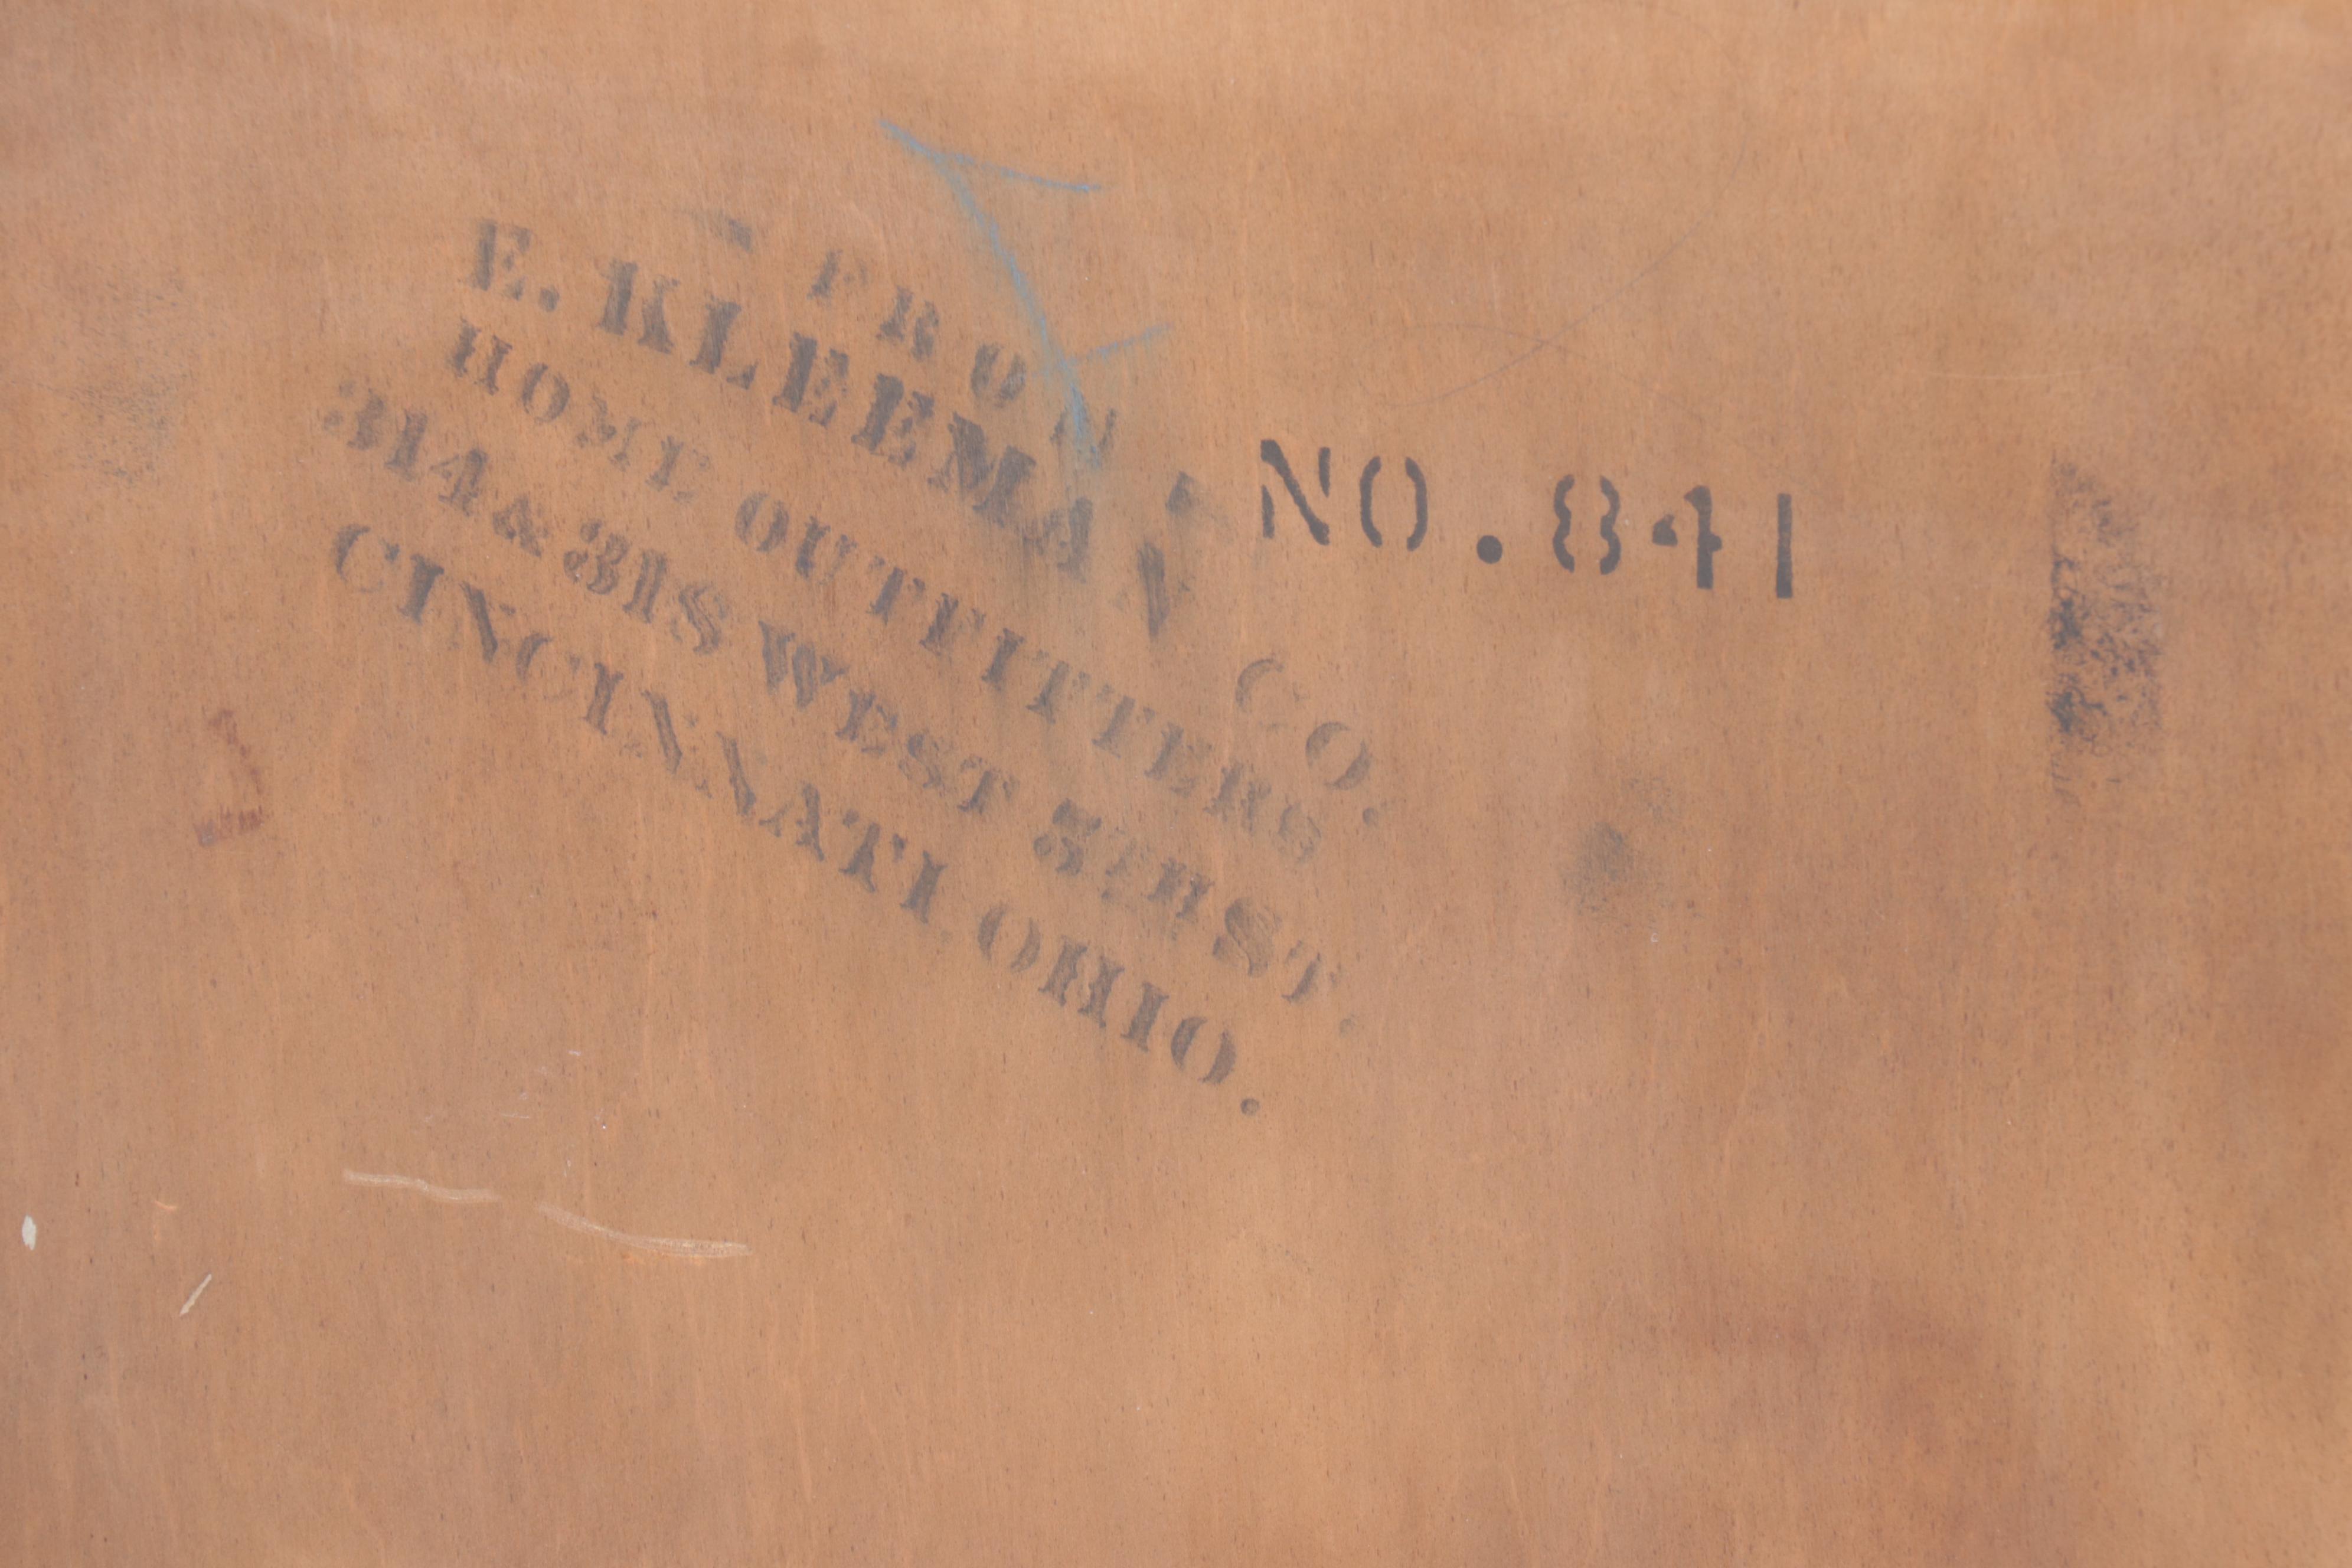 FROM
E. KLEEMAN CO.
HOME OUTFITTERS
314 & 318 WEST 5TH ST.
CINCINNATI, OHIO.
NO. 841